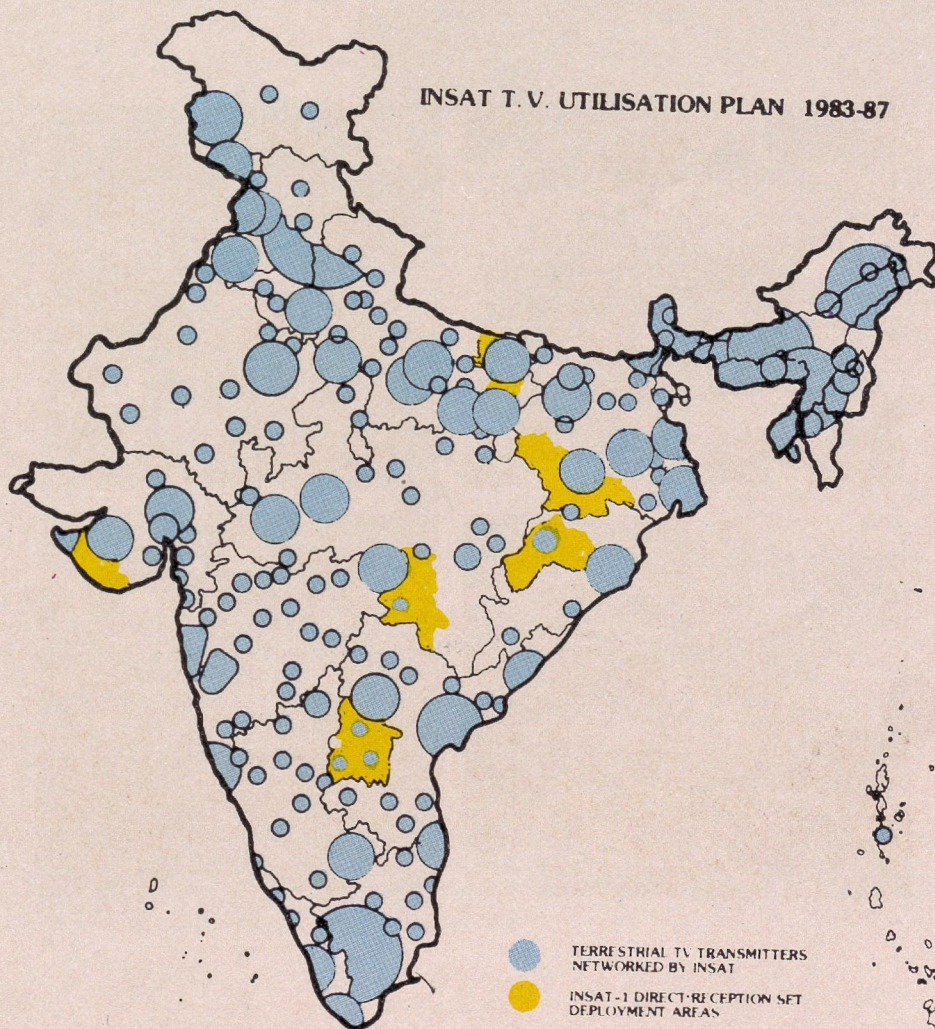 INSAT T. V. UTILISATION PLAN 1983-87
TERRESTRIAL TV TRANSMITTERS
NETWORKED BY INSAT
INSAT-1 DIRECT-RECEPTION SET
DEPLOYMENT AREAS